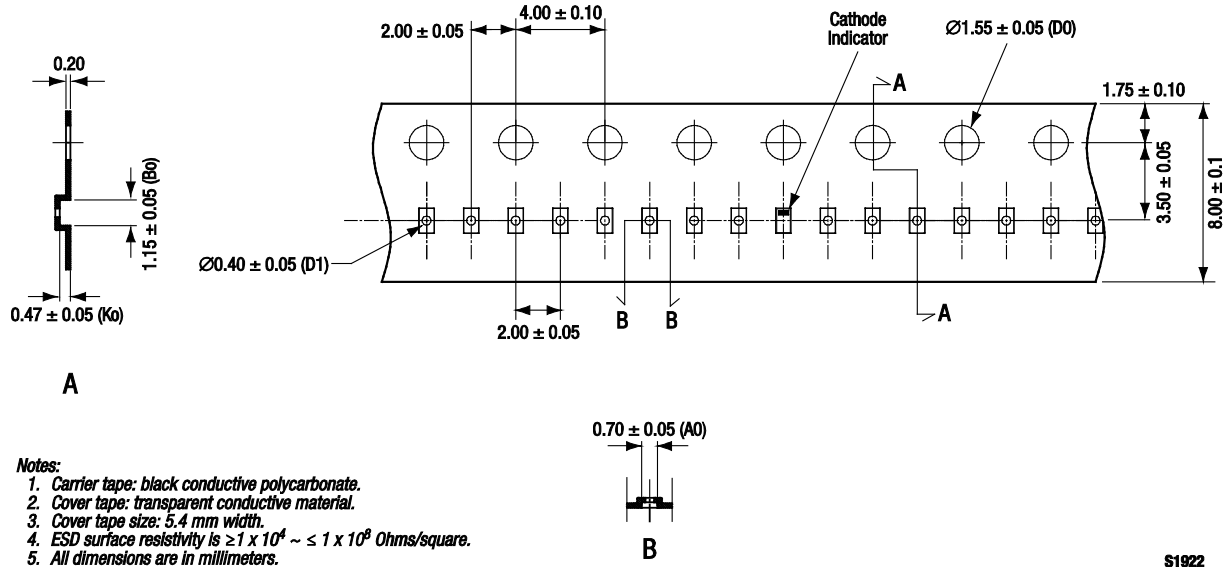 4.00 ± 0.10
2.00 ± 0.05
Cathode
Indicator
Ø1.55 ± 0.05 (D0)
0.20
A
1.75 ± 0.10
1.15 ± 0.05 (Bo)
3.50 ± 0.05
8.00 ± 0.1
Ø0.40 ± 0.05 (D1)
0.47 ± 0.05 (Ko)
B B
A
2.00 ± 0.05
A
0.70 ± 0.05 (A0)
Notes:
1. Carrier tape: black conductive polycarbonate.
2. Cover tape: transparent conductive material.
3. Cover tape size: 5.4 mm width.
4. ESD surface resistivity is ≥1 x 10⁴ ~ ≤ 1 x 10⁸ Ohms/square.
5. All dimensions are in millimeters.
B
S1922